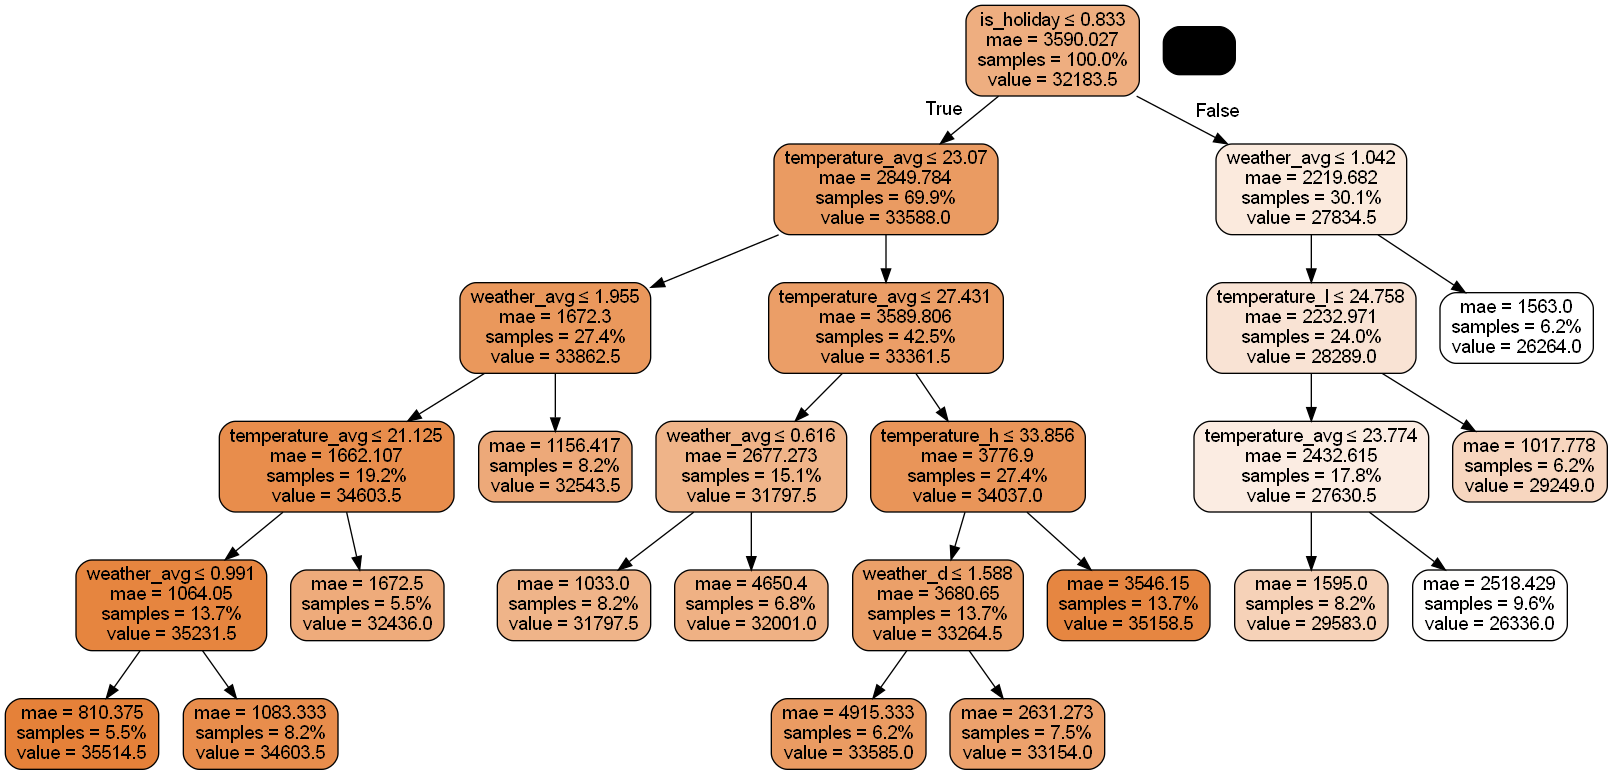 is_holiday ≤ 0.833
mae = 3590.027
samples = 100.0%
value = 32183.5
True
False
temperature_avg ≤ 23.07
mae = 2849.784
samples = 69.9%
value = 33588.0
weather_avg ≤ 1.042
mae = 2219.682
samples = 30.1%
value = 27834.5
weather_avg ≤ 1.955
mae = 1672.3
samples = 27.4%
value = 33862.5
temperature_avg ≤ 27.431
mae = 3589.806
samples = 42.5%
value = 33361.5
temperature_l ≤ 24.758
mae = 2232.971
samples = 24.0%
value = 28289.0
mae = 1563.0
samples = 6.2%
value = 26264.0
temperature_avg ≤ 21.125
mae = 1662.107
samples = 19.2%
value = 34603.5
mae = 1156.417
samples = 8.2%
value = 32543.5
weather_avg ≤ 0.616
mae = 2677.273
samples = 15.1%
value = 31797.5
temperature_h ≤ 33.856
mae = 3776.9
samples = 27.4%
value = 34037.0
temperature_avg ≤ 23.774
mae = 2432.615
samples = 17.8%
value = 27630.5
mae = 1017.778
samples = 6.2%
value = 29249.0
weather_avg ≤ 0.991
mae = 1064.05
samples = 13.7%
value = 35231.5
mae = 1672.5
samples = 5.5%
value = 32436.0
mae = 1033.0
samples = 8.2%
value = 31797.5
mae = 4650.4
samples = 6.8%
value = 32001.0
weather_d ≤ 1.588
mae = 3680.65
samples = 13.7%
value = 33264.5
mae = 3546.15
samples = 13.7%
value = 35158.5
mae = 1595.0
samples = 8.2%
value = 29583.0
mae = 2518.429
samples = 9.6%
value = 26336.0
mae = 810.375
samples = 5.5%
value = 35514.5
mae = 1083.333
samples = 8.2%
value = 34603.5
mae = 4915.333
samples = 6.2%
value = 33585.0
mae = 2631.273
samples = 7.5%
value = 33154.0